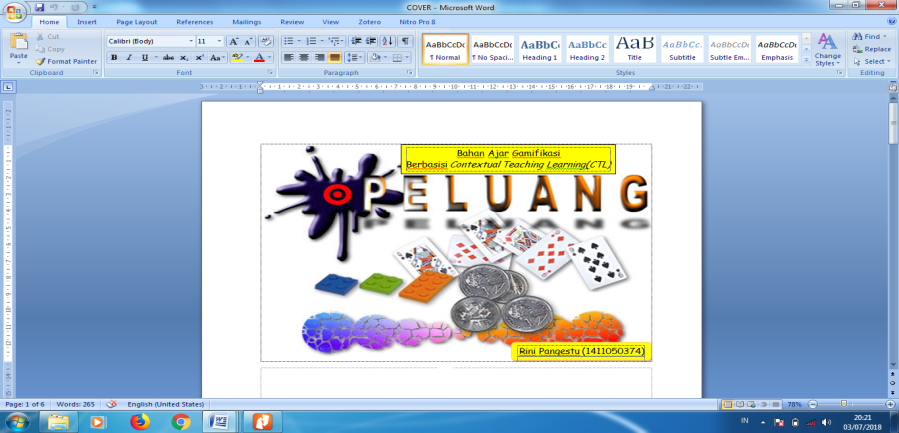 COVER - Microsoft Word
Home Insert Page Layout References Mailings Review View Zotero Nitro Pro 8
Paste
Cut
Copy
Format Painter
Clipboard
Calibri (Body) 11
Font
Paragraph
AaBbCcDc AaBbCcDc AaBbC AaBbCc AaB AaBbCc. AaBbCcDc AaBbCcDc
¶ Normal ¶ No Spaci... Heading 1 Heading 2 Title Subtitle Subtle Em... Emphasis
Change Styles
Styles
Find
Replace
Select
Editing
Bahan Ajar Gamifikasi
Berbasisi Contextual Teaching Learning(CTL)
PELUANG
PELUANG
Rini Pangestu (1411050374)
Page: 1 of 6 Words: 265 English (United States) 78%
IN 20:21
03/07/2018